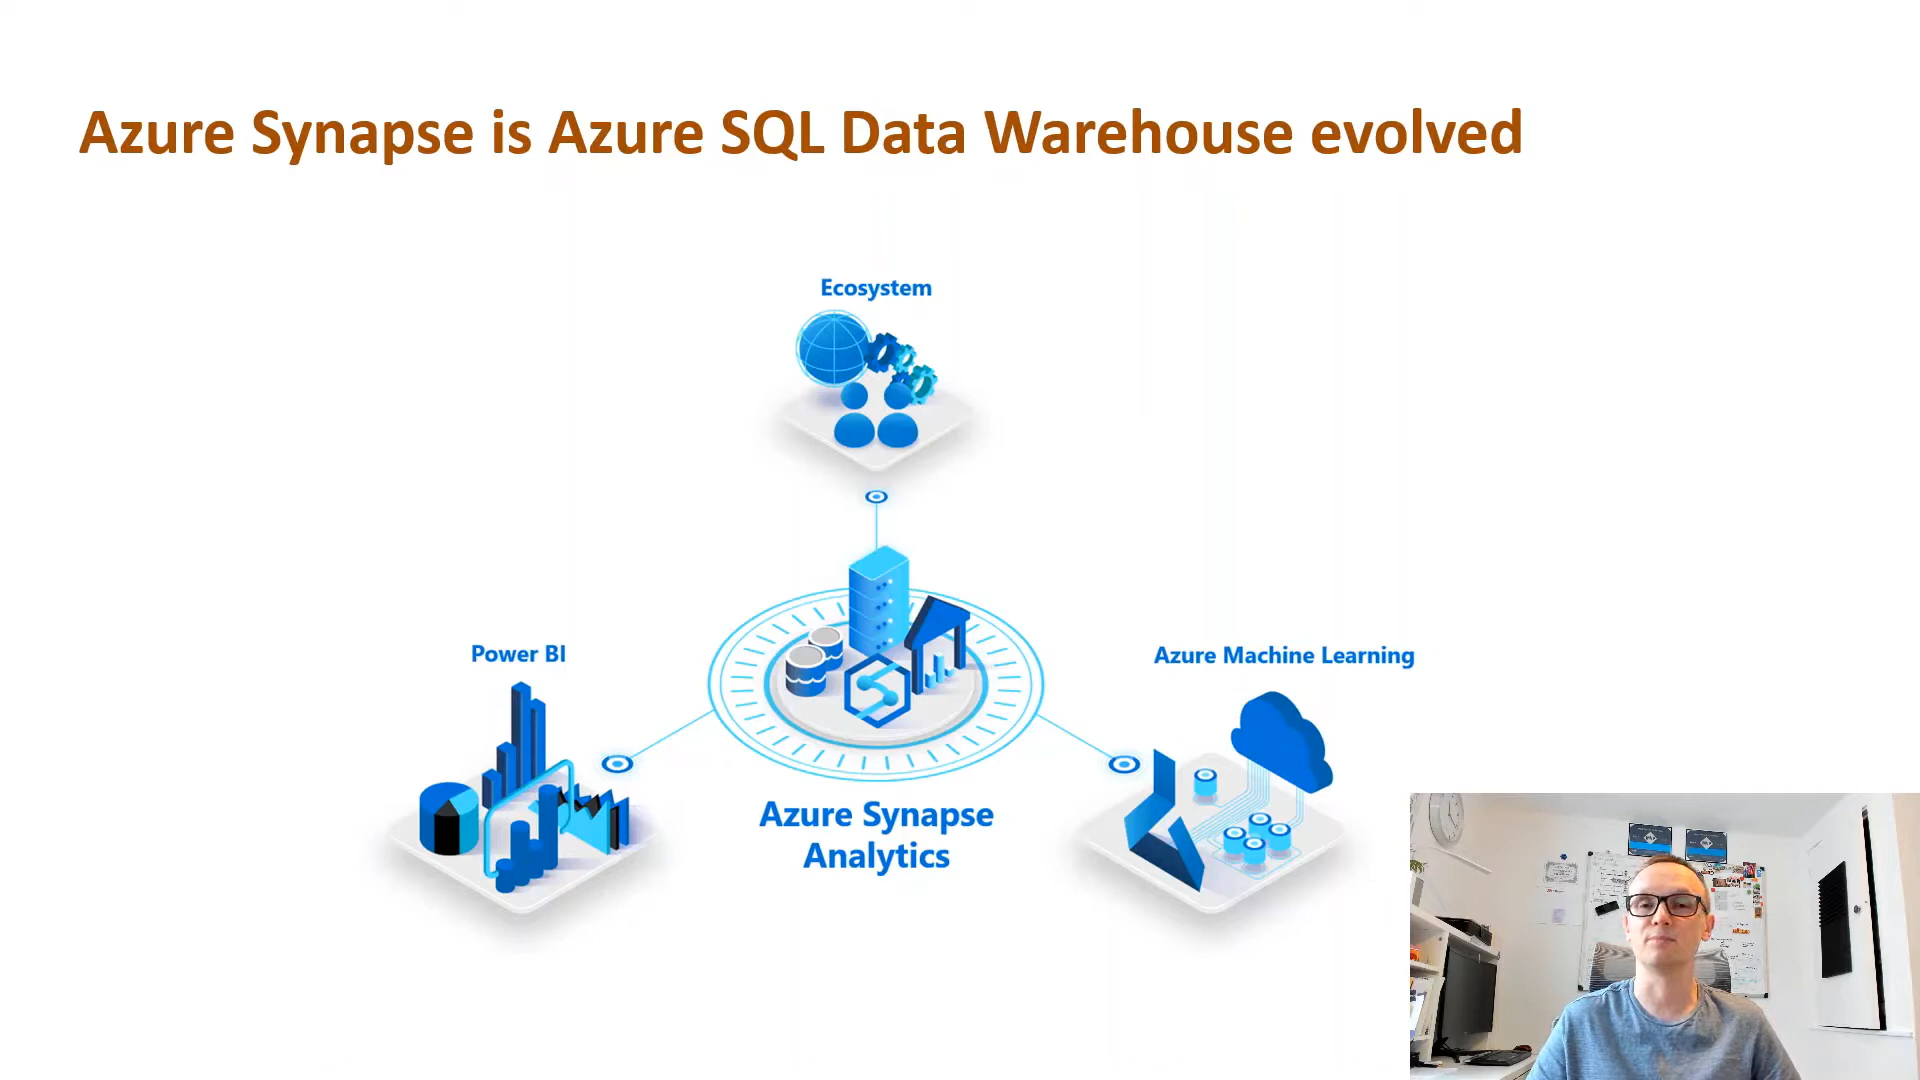 Azure Synapse is Azure SQL Data Warehouse evolved
Ecosystem
Power BI
Azure Machine Learning
Azure Synapse
Analytics